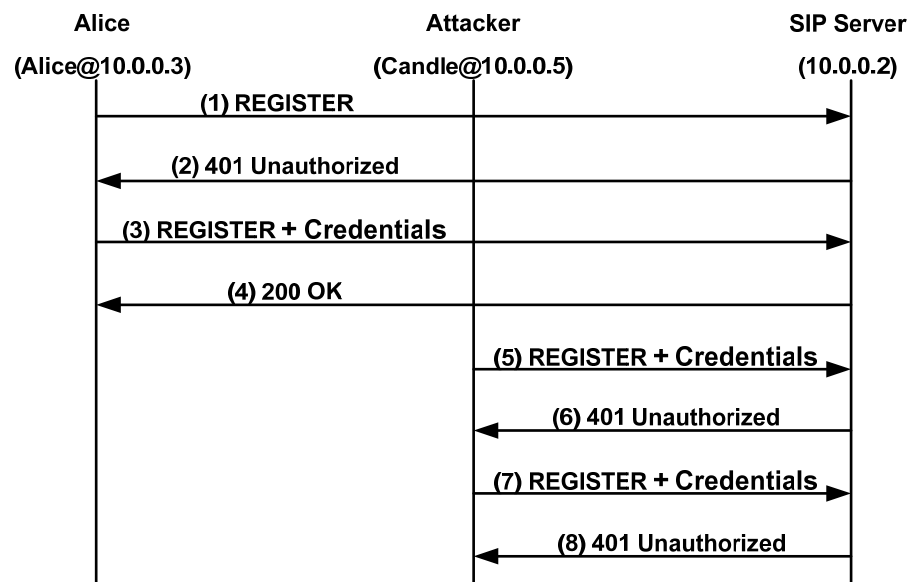 Alice Attacker SIP Server
(Alice@10.0.0.3) (Candle@10.0.0.5) (10.0.0.2)
(1) REGISTER
(2) 401 Unauthorized
(3) REGISTER + Credentials
(4) 200 OK
(5) REGISTER + Credentials
(6) 401 Unauthorized
(7) REGISTER + Credentials
(8) 401 Unauthorized